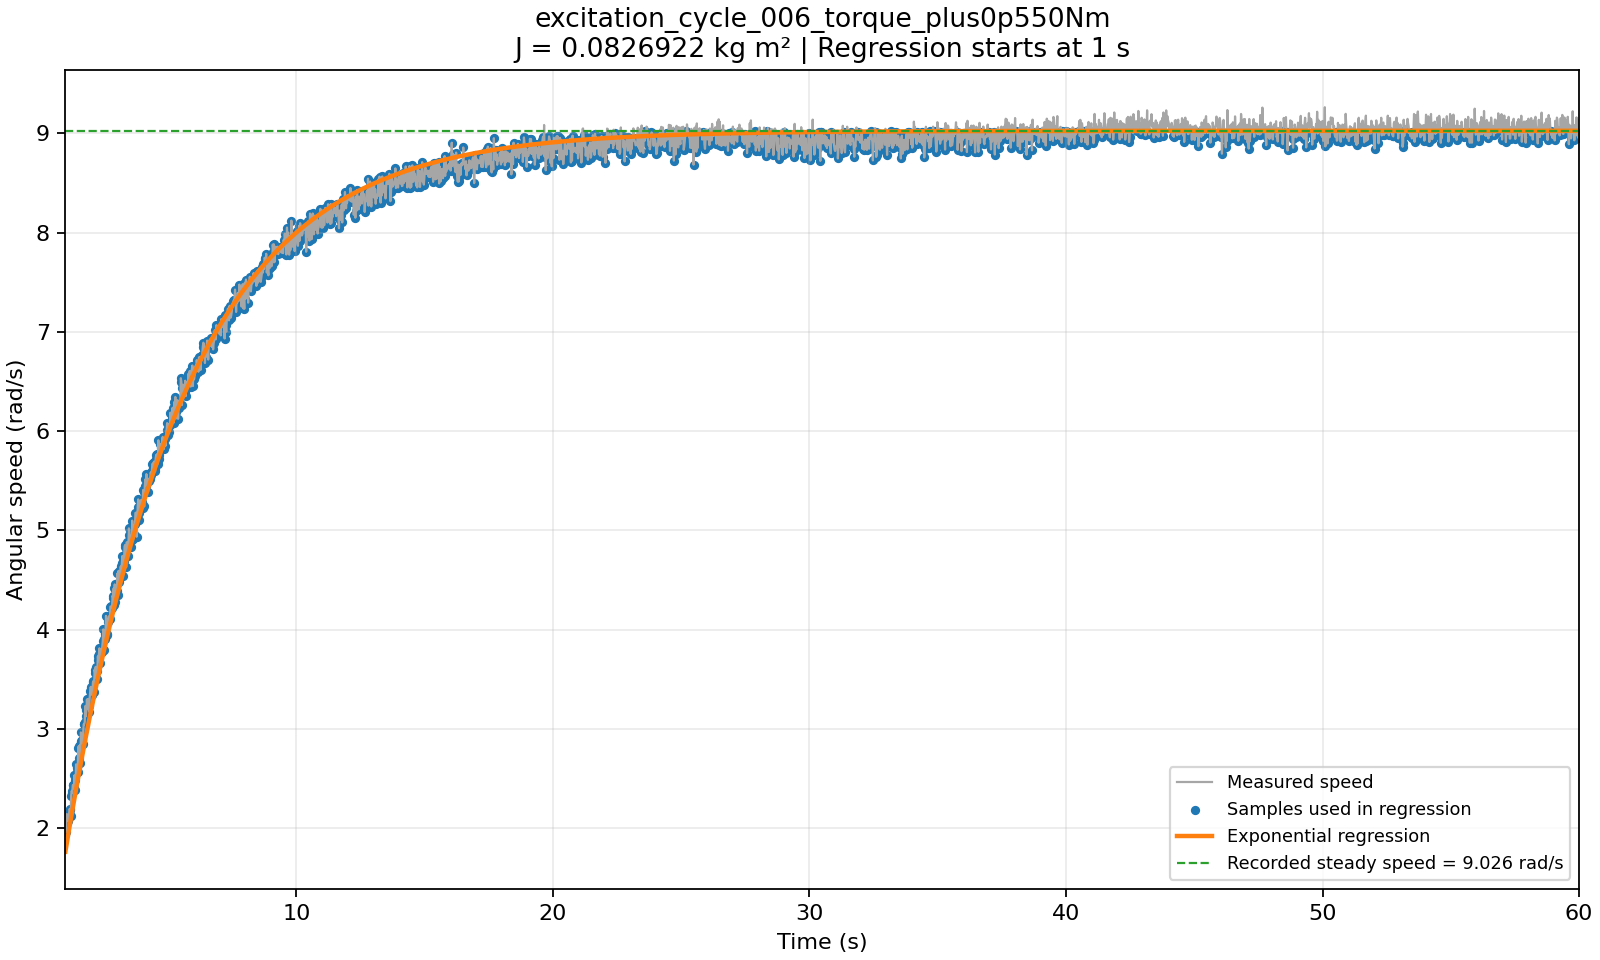 excitation_cycle_006_torque_plus0p550Nm
J = 0.0826922 kg m² | Regression starts at 1 s
Angular speed (rad/s)
9
8
7
6
5
4
3
2
Measured speed
Samples used in regression
Exponential regression
Recorded steady speed = 9.026 rad/s
10 20 30 40 50 60
Time (s)